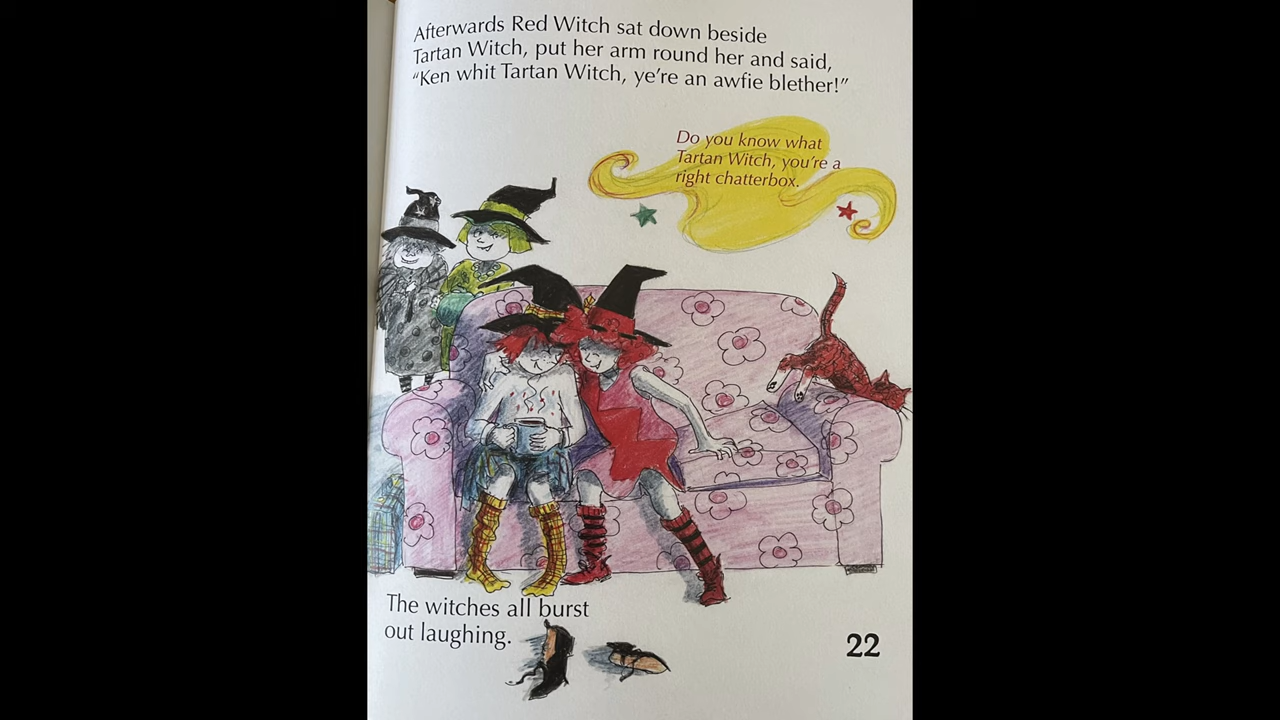 Afterwards Red Witch sat down beside
Tartan Witch, put her arm round her and said,
“Ken whit Tartan Witch, ye’re an awfie blether!”
Do you know what
Tartan Witch, you’re a
right chatterbox.
The witches all burst
out laughing.
22